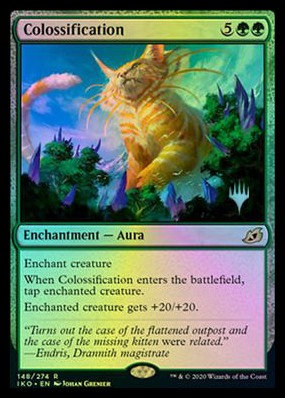 Colossification 5
Enchantment — Aura
Enchant creature
When Colossification enters the battlefield,
tap enchanted creature.
Enchanted creature gets +20/+20.
"Turns out the case of the flattened outpost and
the case of the missing kitten were related."
—Endris, Drannith magistrate
148/274 R
IKO • EN Johan Grenier
™ & © 2020 Wizards of the Coast